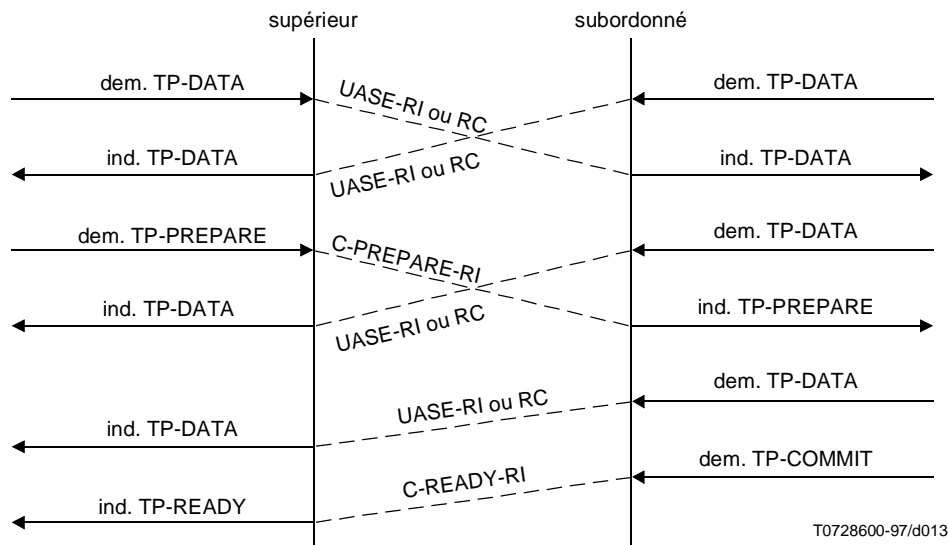 supérieur
subordonné
dem. TP-DATA
UASE-RI ou RC
dem. TP-DATA
ind. TP-DATA
UASE-RI ou RC
ind. TP-DATA
dem. TP-PREPARE
C-PREPARE-RI
dem. TP-DATA
ind. TP-DATA
UASE-RI ou RC
ind. TP-PREPARE
dem. TP-DATA
UASE-RI ou RC
ind. TP-DATA
dem. TP-COMMIT
C-READY-RI
ind. TP-READY
T0728600-97/d013